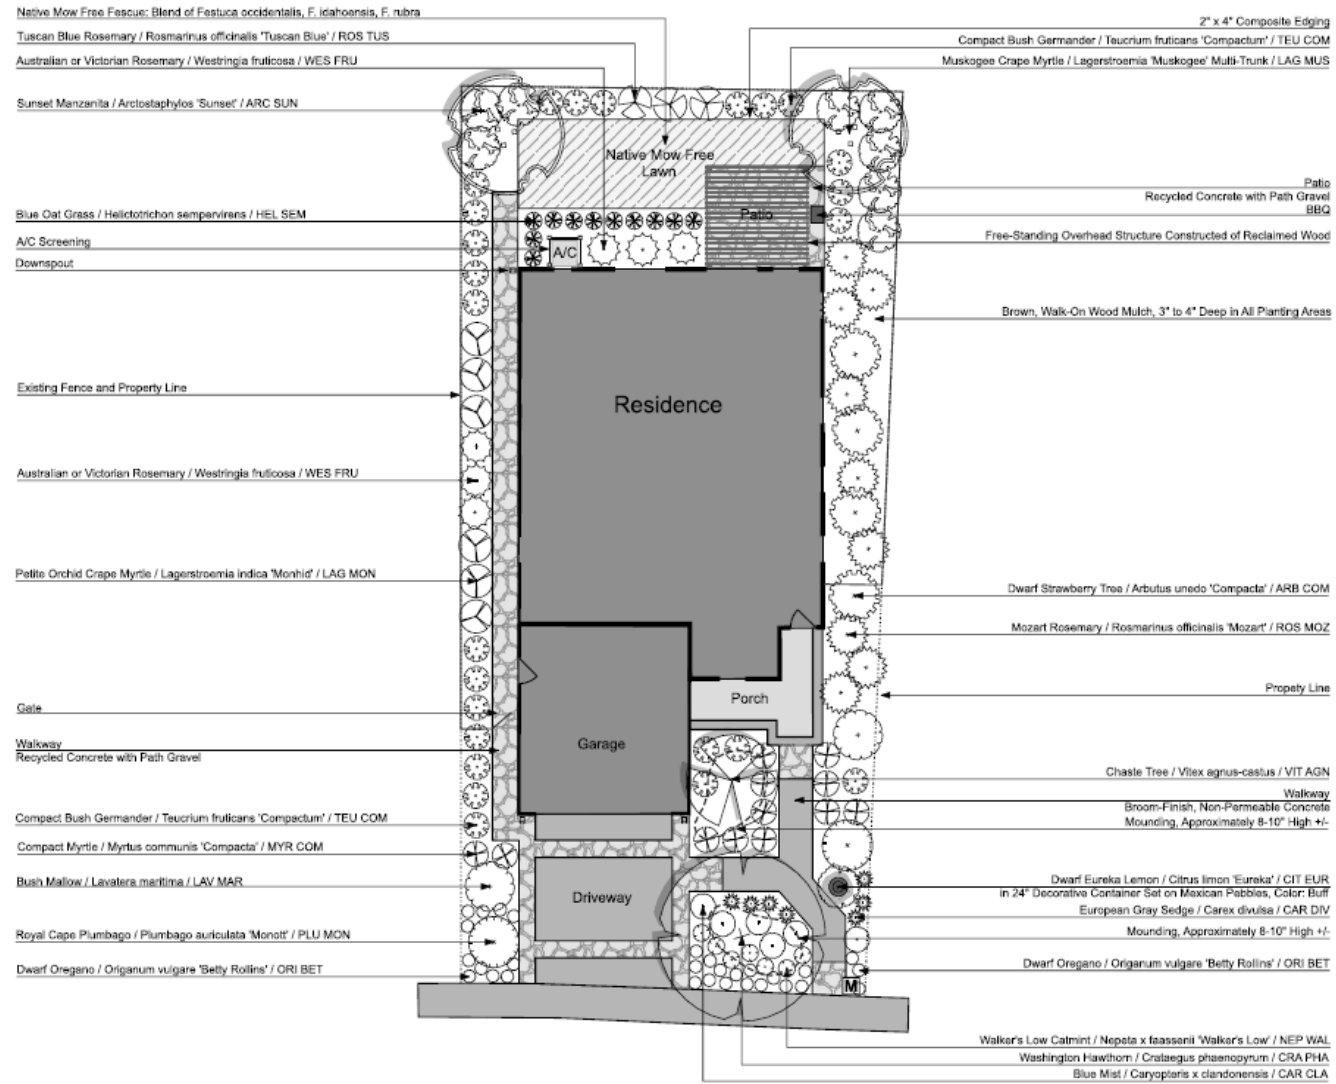 Native Mow Free Fescue: Blend of Festuca occidentalis, F. idahoensis, F. rubra
Tuscan Blue Rosemary / Rosmarinus officinalis 'Tuscan Blue' / ROS TUS
Australian or Victorian Rosemary / Westringia fruticosa / WES FRU
Sunset Manzanita / Arctostaphylos 'Sunset' / ARC SUN
Blue Oat Grass / Helictotrichon sempervirens / HEL SEM
A/C Screening
Downspout
Existing Fence and Property Line
Australian or Victorian Rosemary / Westringia fruticosa / WES FRU
Petite Orchid Crape Myrtle / Lagerstroemia indica 'Monhid' / LAG MON
Gate
Walkway
Recycled Concrete with Path Gravel
Compact Bush Germander / Teucrium fruticans 'Compactum' / TEU COM
Compact Myrtle / Myrtus communis 'Compacta' / MYR COM
Bush Mallow / Lavatera maritima / LAV MAR
Royal Cape Plumbago / Plumbago auriculata 'Monott' / PLU MON
Dwarf Oregano / Origanum vulgare 'Betty Rollins' / ORI BET
Native Mow Free
Lawn
Patio
A/C
Residence
Porch
Garage
Driveway
M
2" x 4" Composite Edging
Compact Bush Germander / Teucrium fruticans 'Compactum' / TEU COM
Muskogee Crape Myrtle / Lagerstroemia 'Muskogee' Multi-Trunk / LAG MUS
Patio
Recycled Concrete with Path Gravel
BBQ
Free-Standing Overhead Structure Constructed of Reclaimed Wood
Brown, Walk-On Wood Mulch, 3" to 4" Deep in All Planting Areas
Dwarf Strawberry Tree / Arbutus unedo 'Compacta' / ARB COM
Mozart Rosemary / Rosmarinus officinalis 'Mozart' / ROS MOZ
Propety Line
Chaste Tree / Vitex agnus-castus / VIT AGN
Walkway
Broom-Finish, Non-Permeable Concrete
Mounding, Approximately 8-10" High +/-
Dwarf Eureka Lemon / Citrus limon 'Eureka' / CIT EUR
in 24" Decorative Container Set on Mexican Pebbles, Color: Buff
European Gray Sedge / Carex divulsa / CAR DIV
Mounding, Approximately 8-10" High +/-
Dwarf Oregano / Origanum vulgare 'Betty Rollins' / ORI BET
Walker's Low Catmint / Nepeta x faassenii 'Walker's Low' / NEP WAL
Washington Hawthorn / Crataegus phaenopyrum / CRA PHA
Blue Mist / Caryopteris x clandonensis / CAR CLA